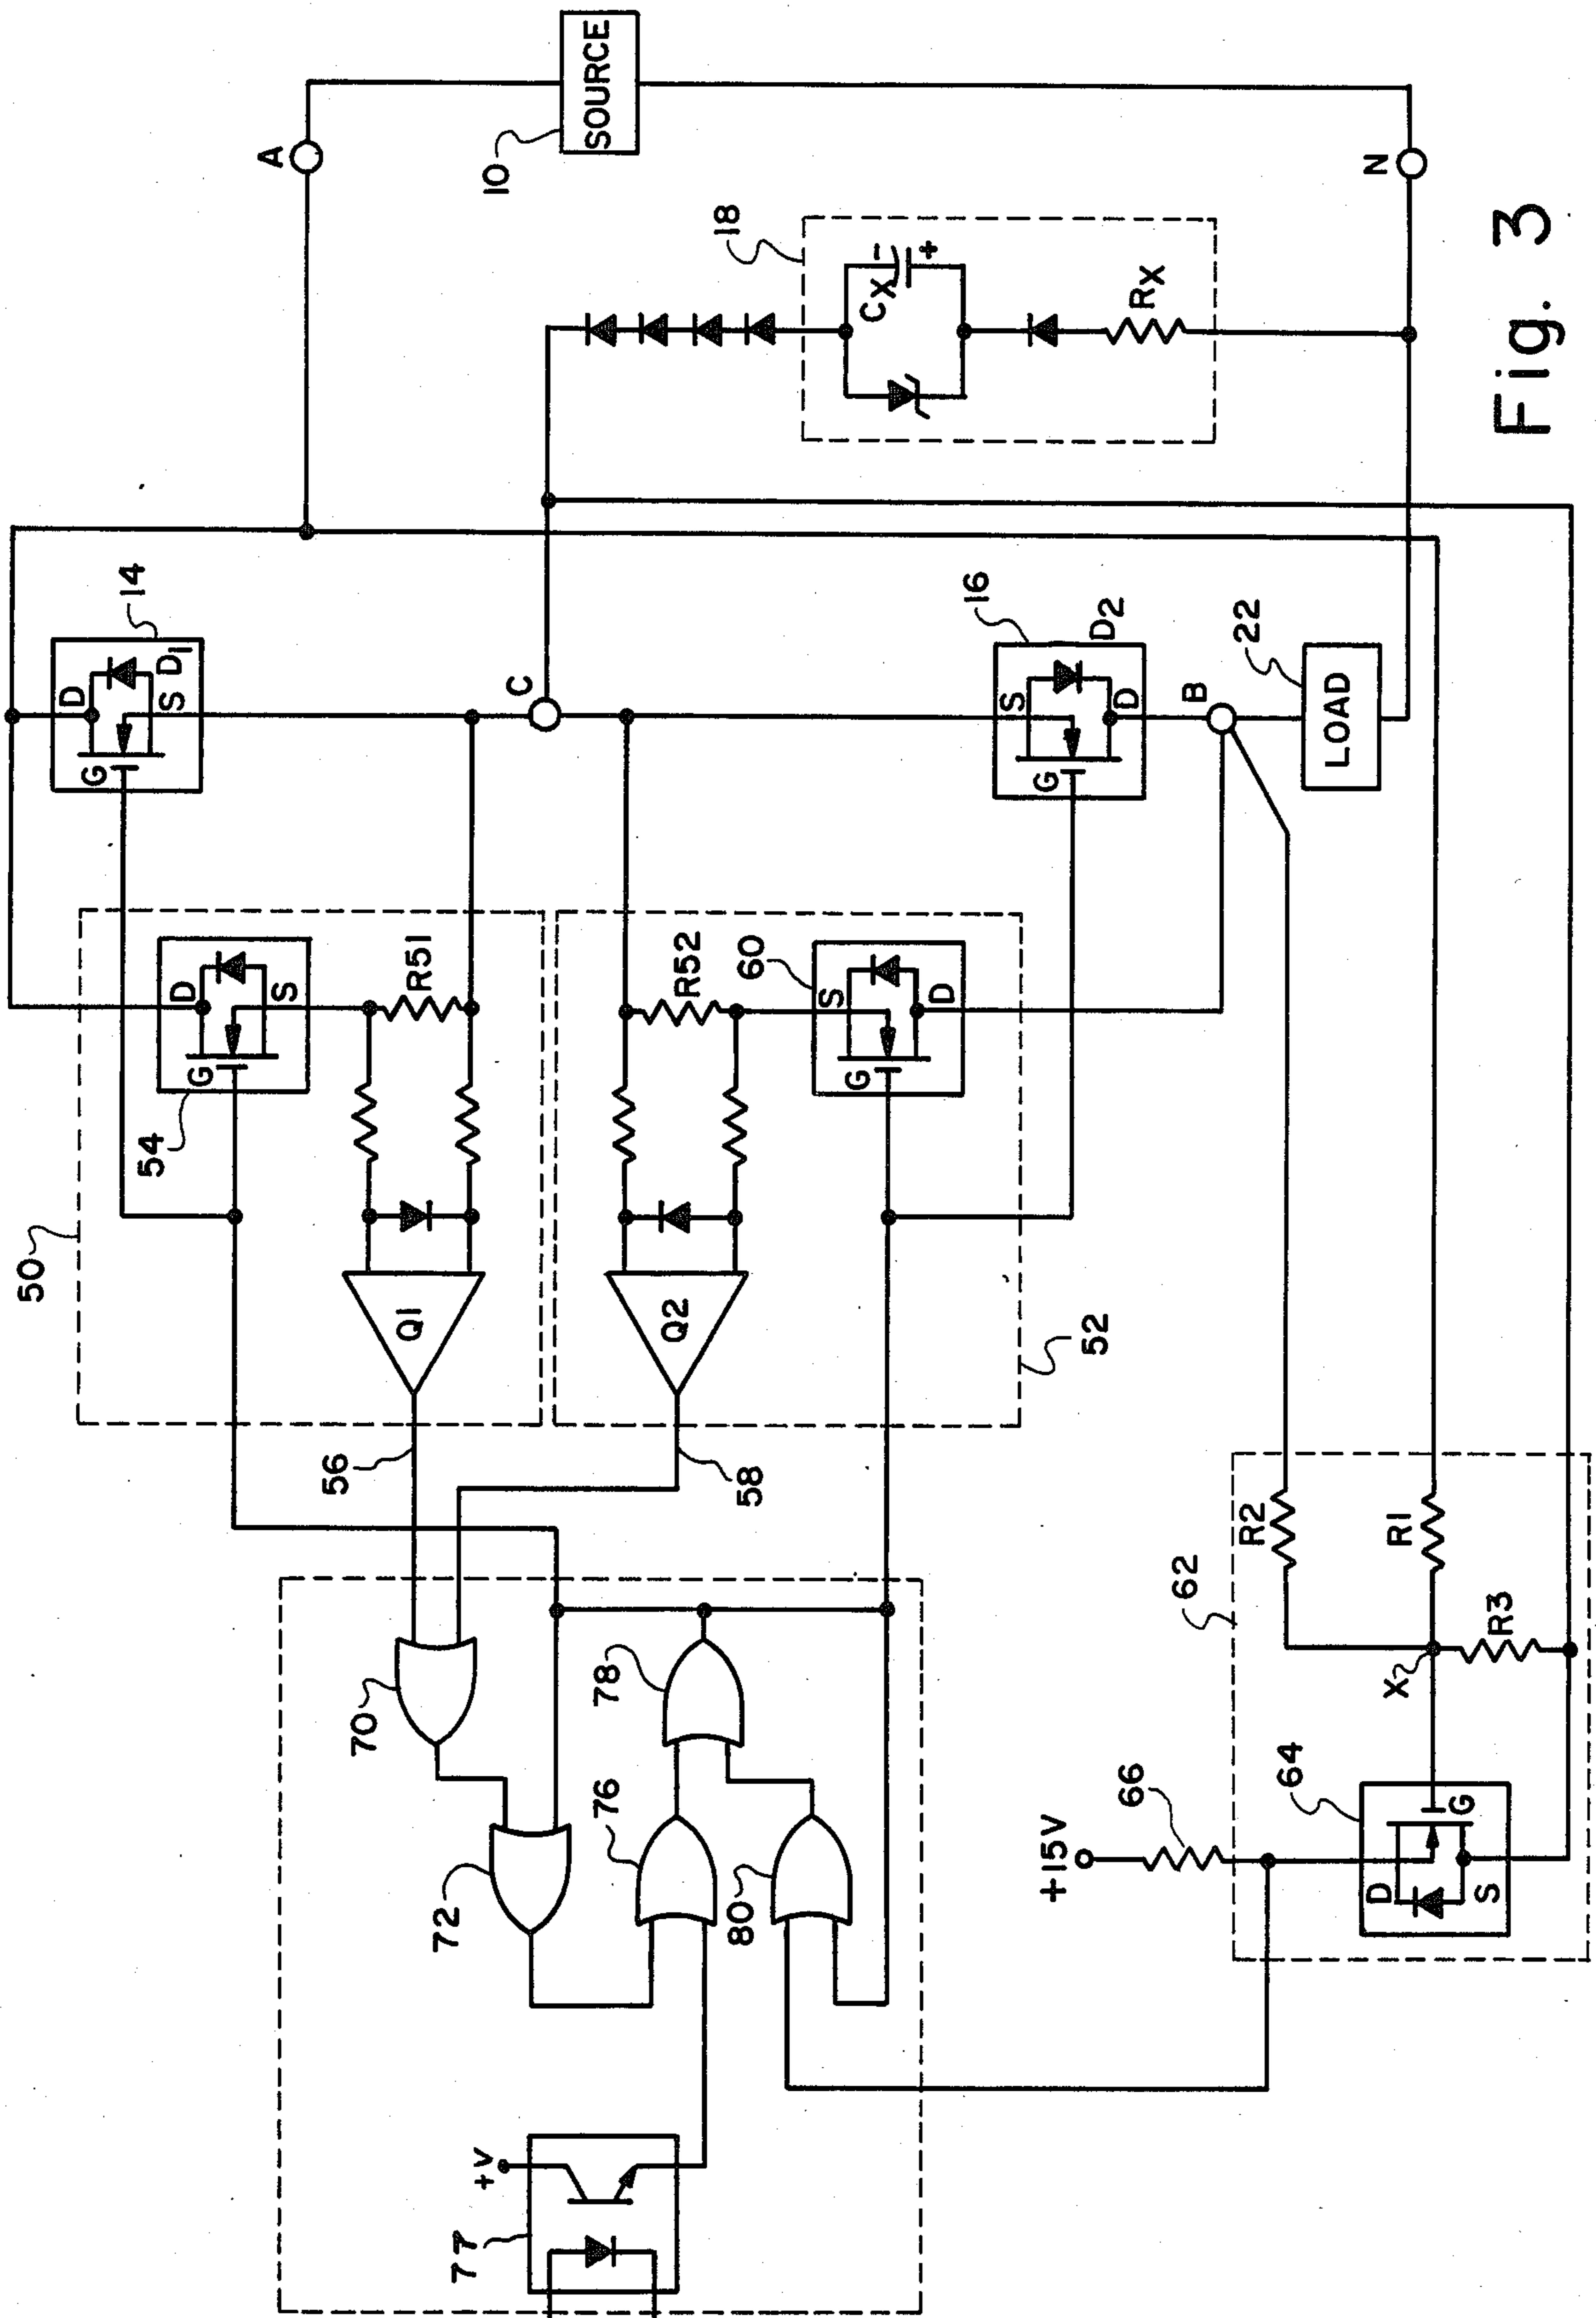 A
10
SOURCE
N
18
CX
-
+
RX
Fig. 3
14
D
D1
G
S
C
16
S
D2
G
D
B
22
LOAD
50
54
D
G
S
R51
Q1
R52
60
S
G
D
Q2
52
56
58
62
R2
R1
X
R3
70
72
76
78
80
+15V
66
64
D
G
S
77
+V